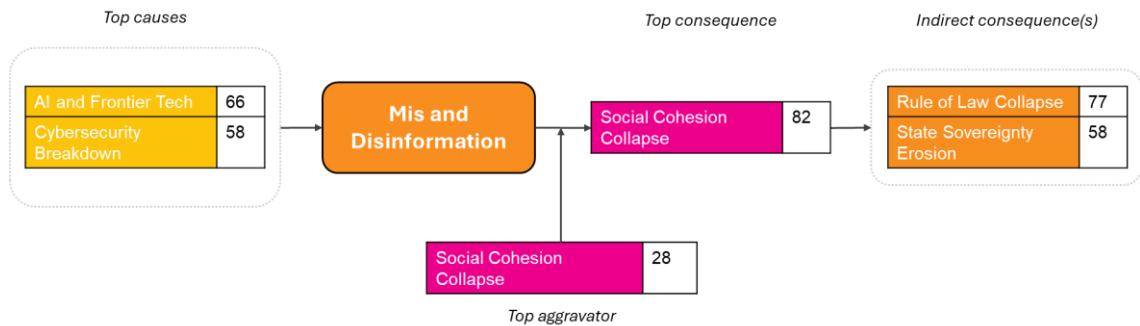 Top causes
Top consequence
Indirect consequence(s)
AI and Frontier Tech 66
Cybersecurity 58
Breakdown
Mis and
Disinformation
Social Cohesion 82
Collapse
Rule of Law Collapse 77
State Sovereignty 58
Erosion
Social Cohesion 28
Collapse
Top aggravator